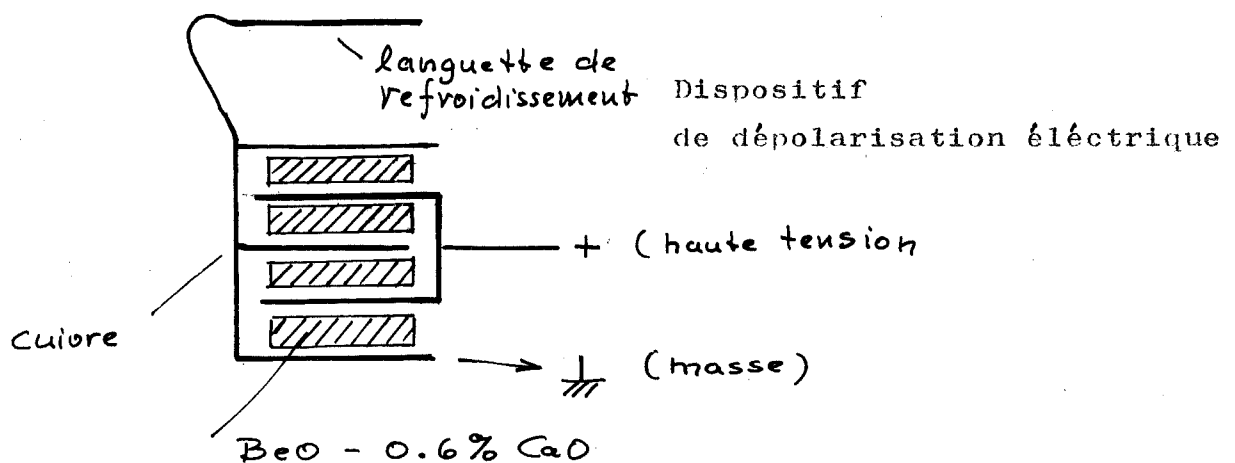 languette de
refroidissement
Dispositif
de dépolarisation éléctrique
+ (haute tension
cuivre
(masse)
BeO - 0.6% CaO